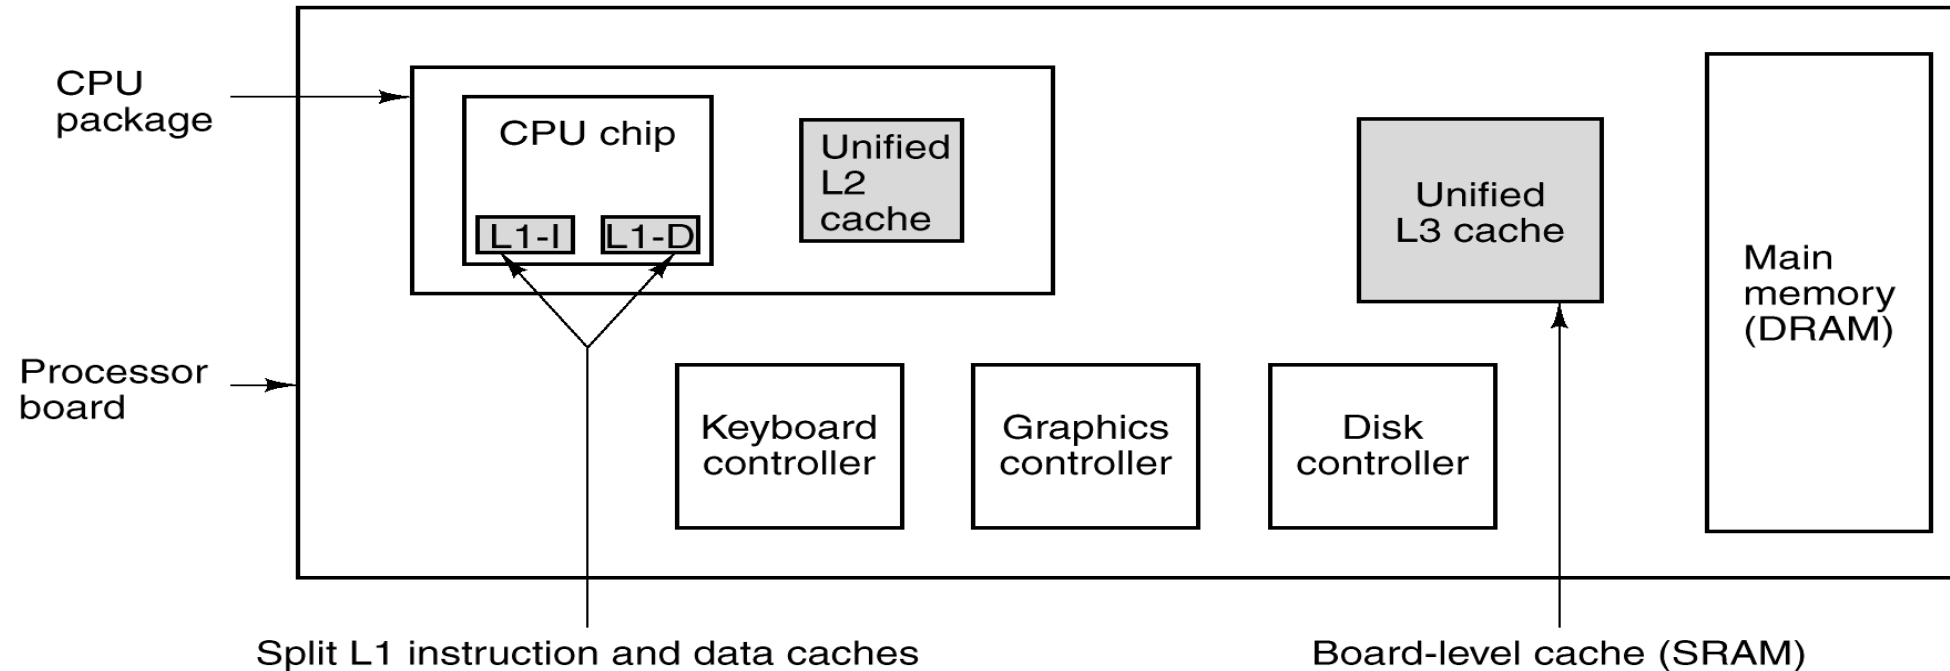 CPU
package
CPU chip
L1-I
L1-D
Unified
L2
cache
Unified
L3 cache
Main
memory
(DRAM)
Processor
board
Keyboard
controller
Graphics
controller
Disk
controller
Split L1 instruction and data caches
Board-level cache (SRAM)